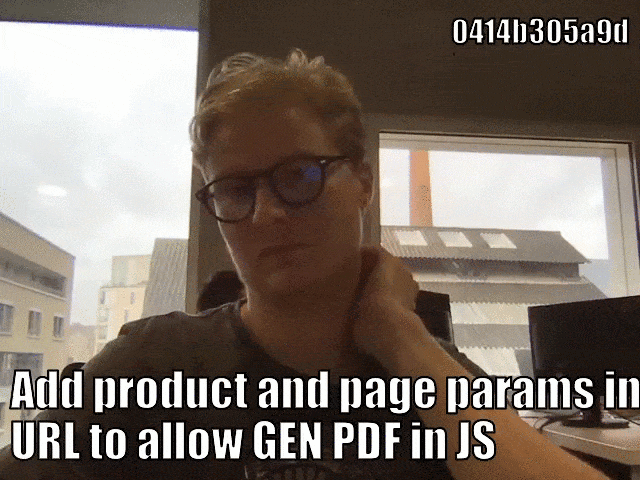 0414b305a9d
Add product and page params in
URL to allow GEN PDF in JS